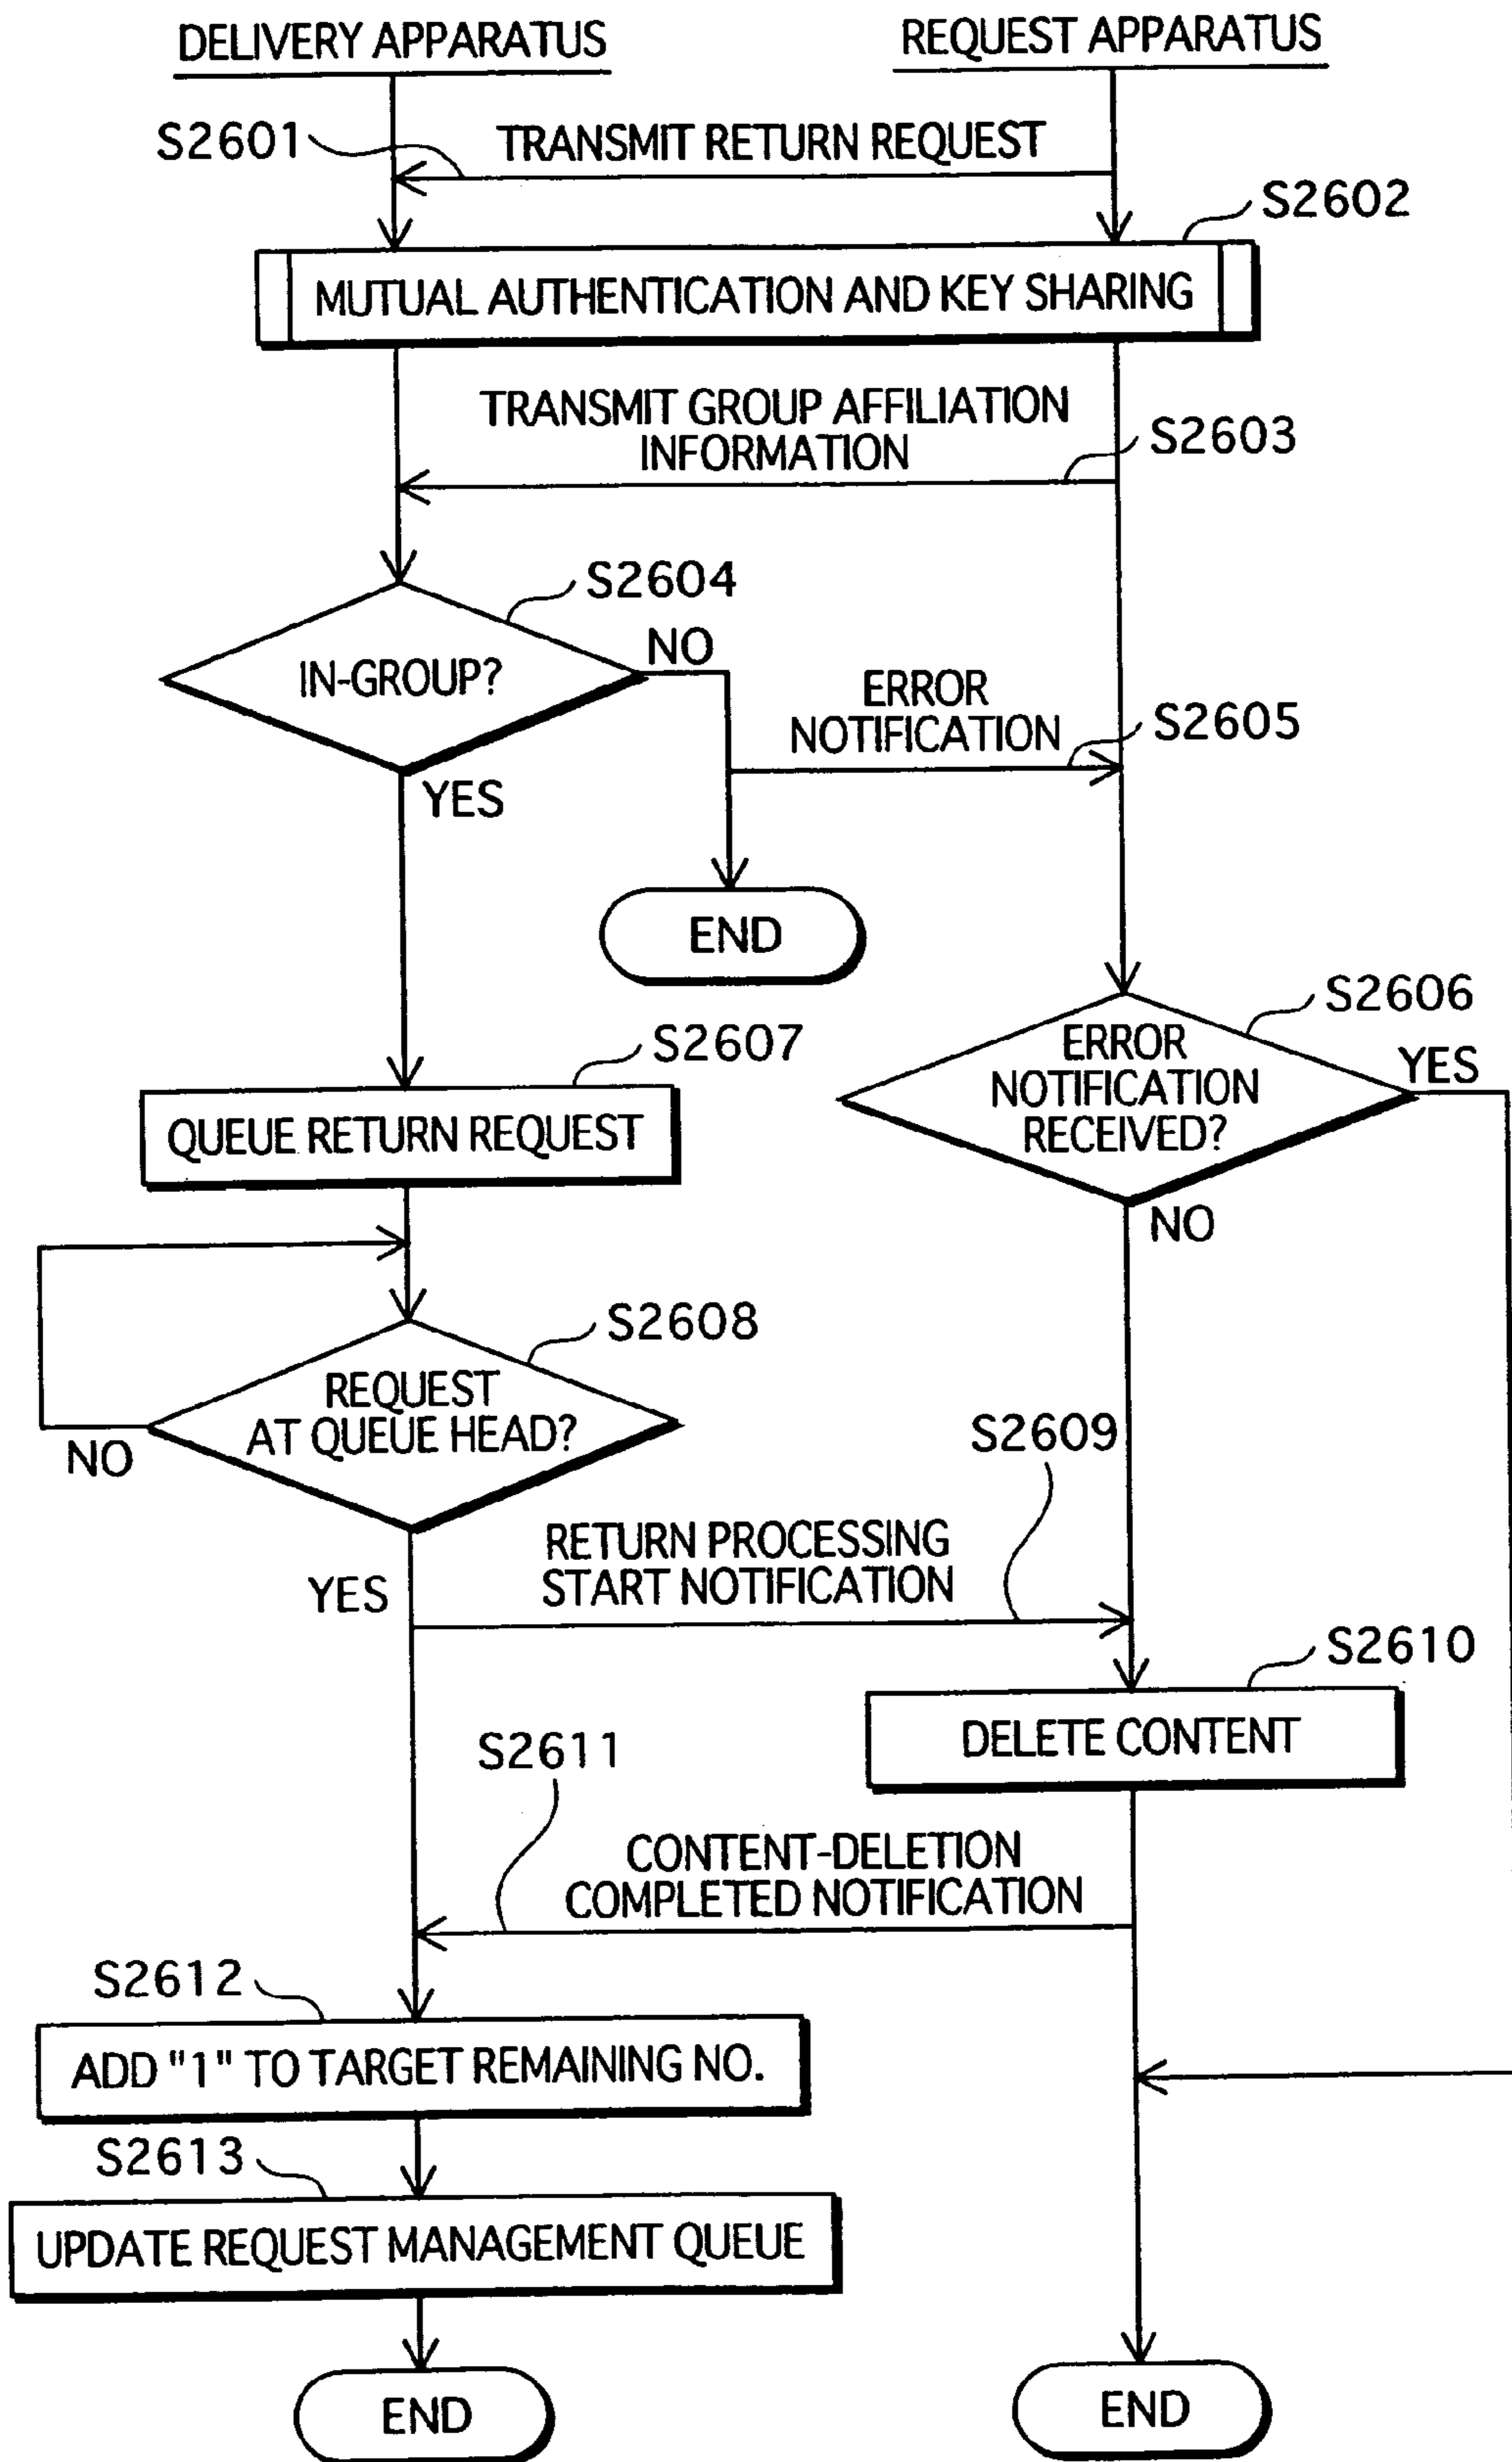 DELIVERY APPARATUS
REQUEST APPARATUS
S2601
TRANSMIT RETURN REQUEST
S2602
MUTUAL AUTHENTICATION AND KEY SHARING
TRANSMIT GROUP AFFILIATION
INFORMATION
S2603
S2604
IN-GROUP?
NO
ERROR
NOTIFICATION
S2605
YES
END
S2606
ERROR
NOTIFICATION
RECEIVED?
YES
NO
S2607
QUEUE RETURN REQUEST
S2608
REQUEST
AT QUEUE HEAD?
NO
YES
S2609
RETURN PROCESSING
START NOTIFICATION
S2610
DELETE CONTENT
S2611
CONTENT-DELETION
COMPLETED NOTIFICATION
S2612
ADD "1" TO TARGET REMAINING NO.
S2613
UPDATE REQUEST MANAGEMENT QUEUE
END
END